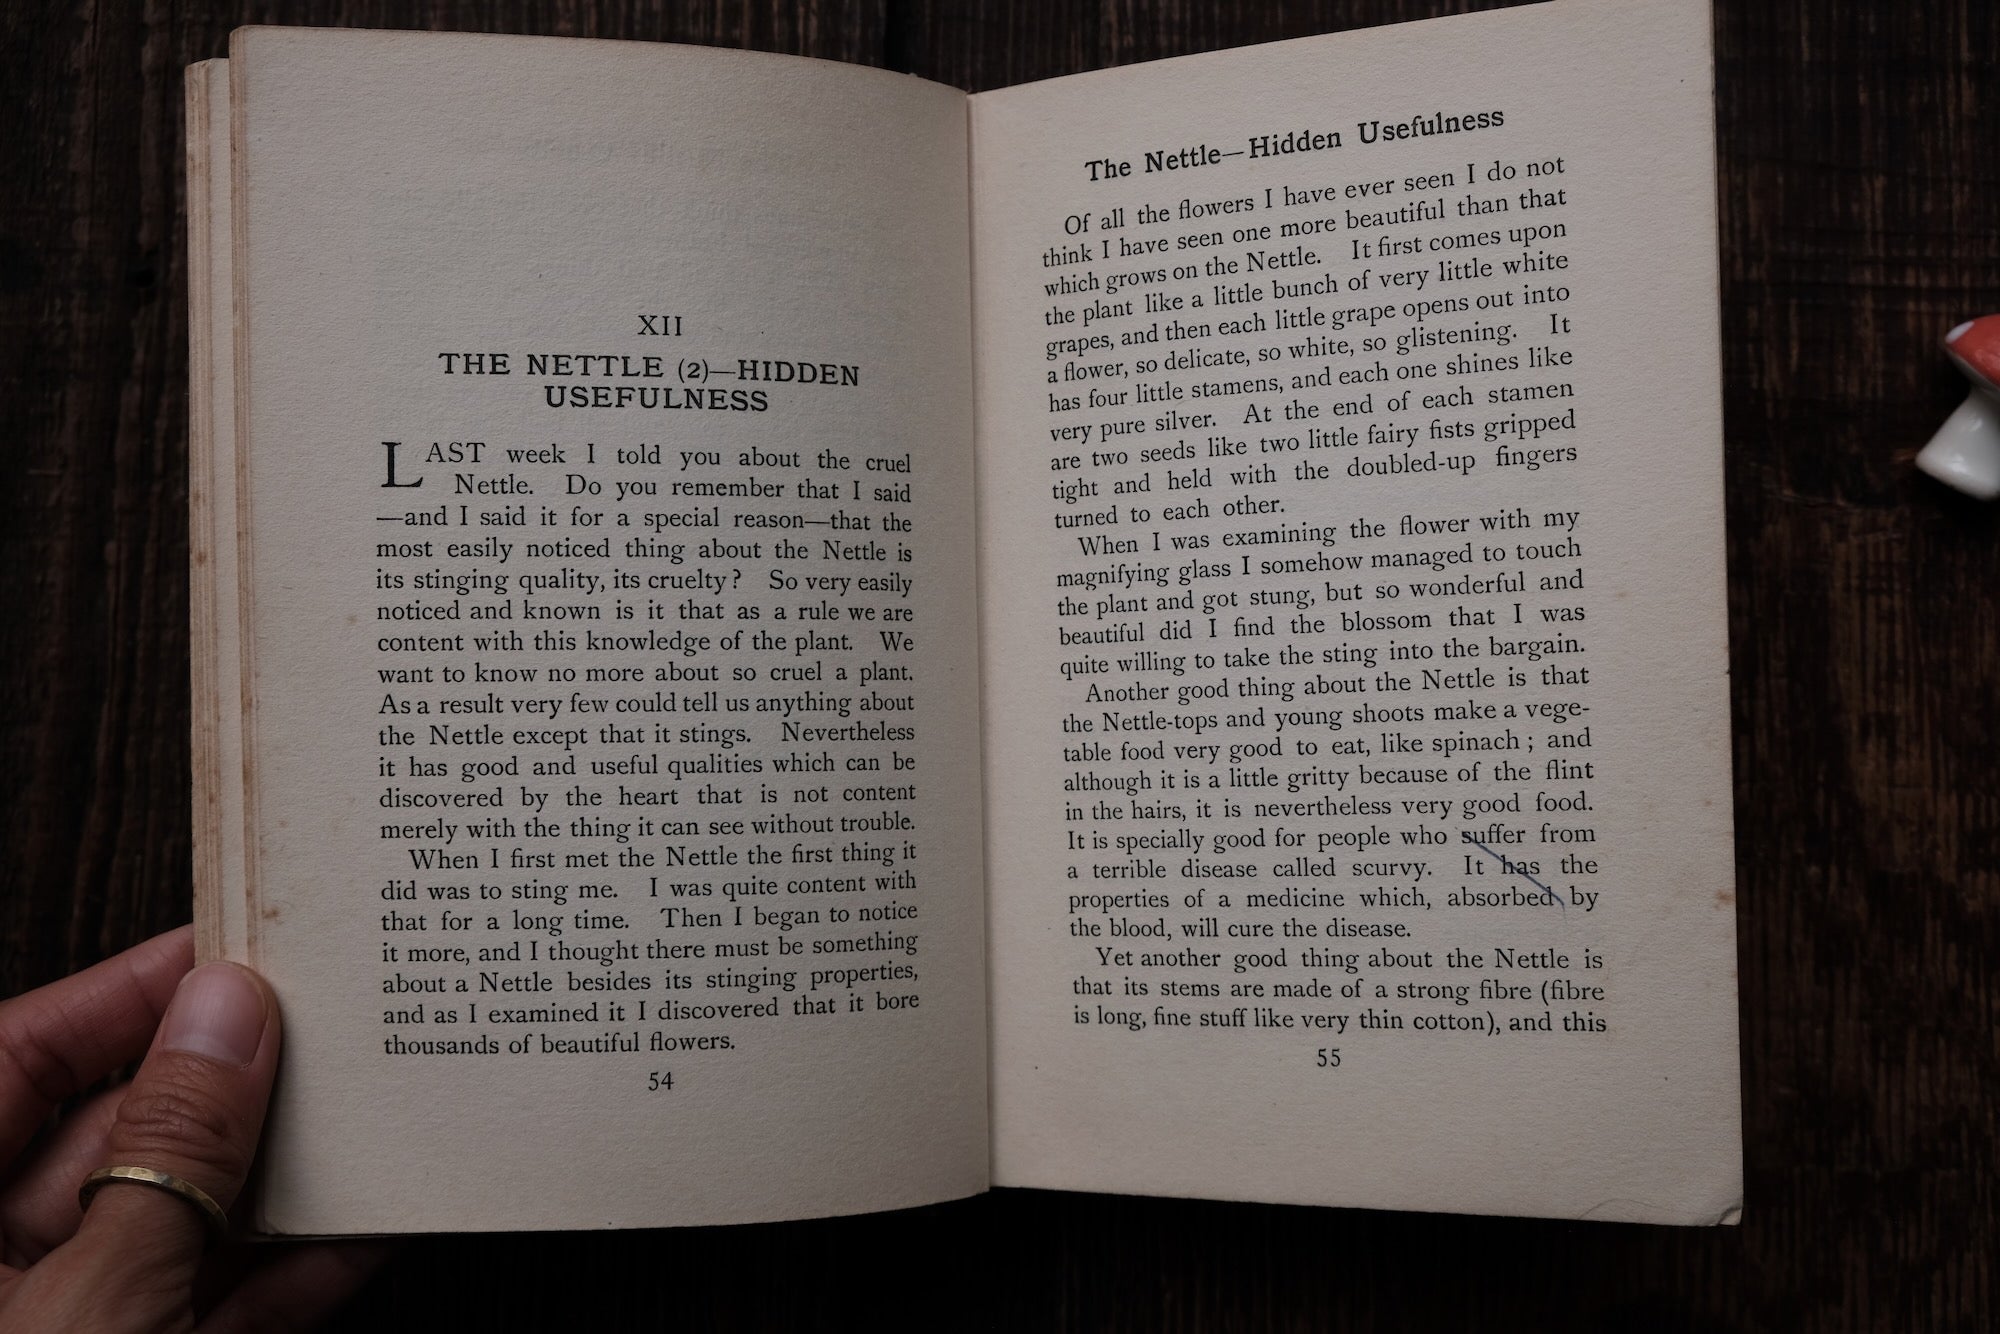 XII
THE NETTLE (2)—HIDDEN
USEFULNESS
LAST week I told you about the cruel
Nettle. Do you remember that I said
—and I said it for a special reason—that the
most easily noticed thing about the Nettle is
its stinging quality, its cruelty? So very easily
noticed and known is it that as a rule we are
content with this knowledge of the plant. We
want to know no more about so cruel a plant.
As a result very few could tell us anything about
the Nettle except that it stings. Nevertheless
it has good and useful qualities which can be
discovered by the heart that is not content
merely with the thing it can see without trouble.
When I first met the Nettle the first thing it
did was to sting me. I was quite content with
that for a long time. Then I began to notice
it more, and I thought there must be something
about a Nettle besides its stinging properties,
and as I examined it I discovered that it bore
thousands of beautiful flowers.
54
The Nettle—Hidden Usefulness
Of all the flowers I have ever seen I do not
think I have seen one more beautiful than that
which grows on the Nettle. It first comes upon
the plant like a little bunch of very little white
grapes, and then each little grape opens out into
a flower, so delicate, so white, so glistening. It
has four little stamens, and each one shines like
very pure silver. At the end of each stamen
are two seeds like two little fairy fists gripped
tight and held with the doubled-up fingers
turned to each other.
When I was examining the flower with my
magnifying glass I somehow managed to touch
the plant and got stung, but so wonderful and
beautiful did I find the blossom that I was
quite willing to take the sting into the bargain.
Another good thing about the Nettle is that
the Nettle-tops and young shoots make a vege-
table food very good to eat, like spinach; and
although it is a little gritty because of the flint
in the hairs, it is nevertheless very good food.
It is specially good for people who suffer from
a terrible disease called scurvy. It has the
properties of a medicine which, absorbed by
the blood, will cure the disease.
Yet another good thing about the Nettle is
that its stems are made of a strong fibre (fibre
is long, fine stuff like very thin cotton), and this
55